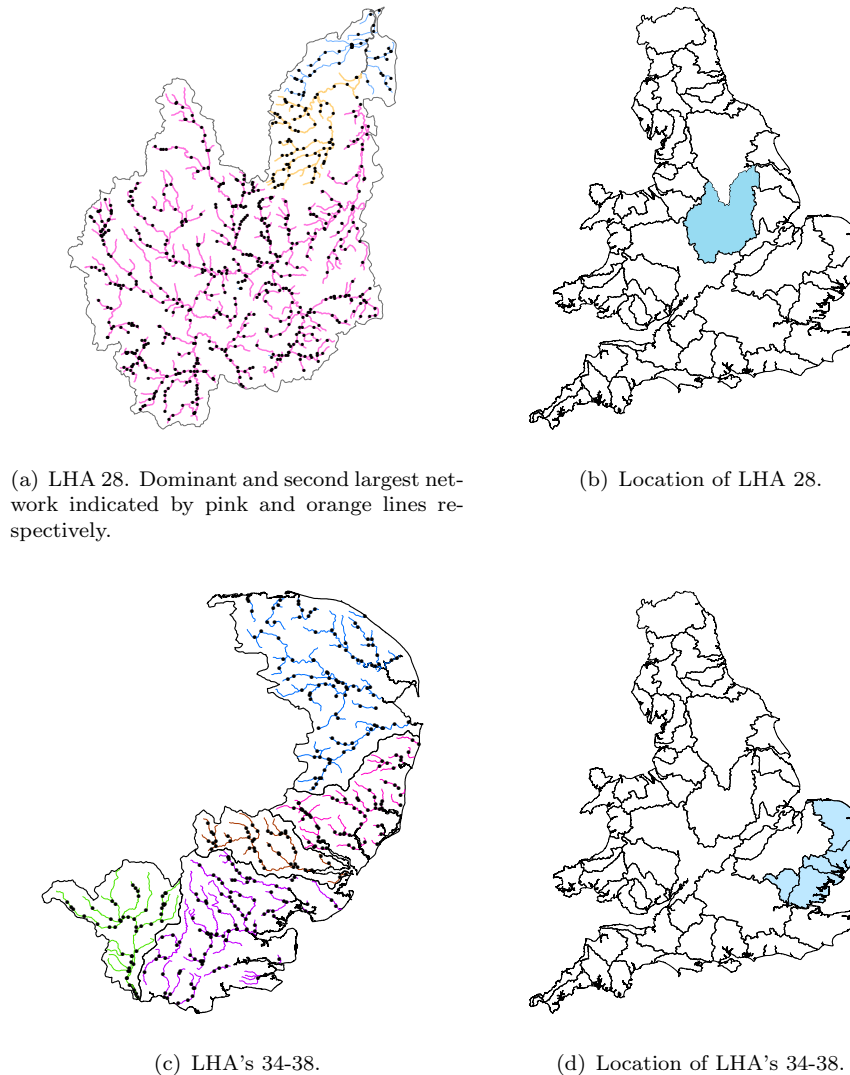 (a) LHA 28. Dominant and second largest net-
work indicated by pink and orange lines re-
spectively.
(b) Location of LHA 28.
(c) LHA's 34-38.
(d) Location of LHA's 34-38.